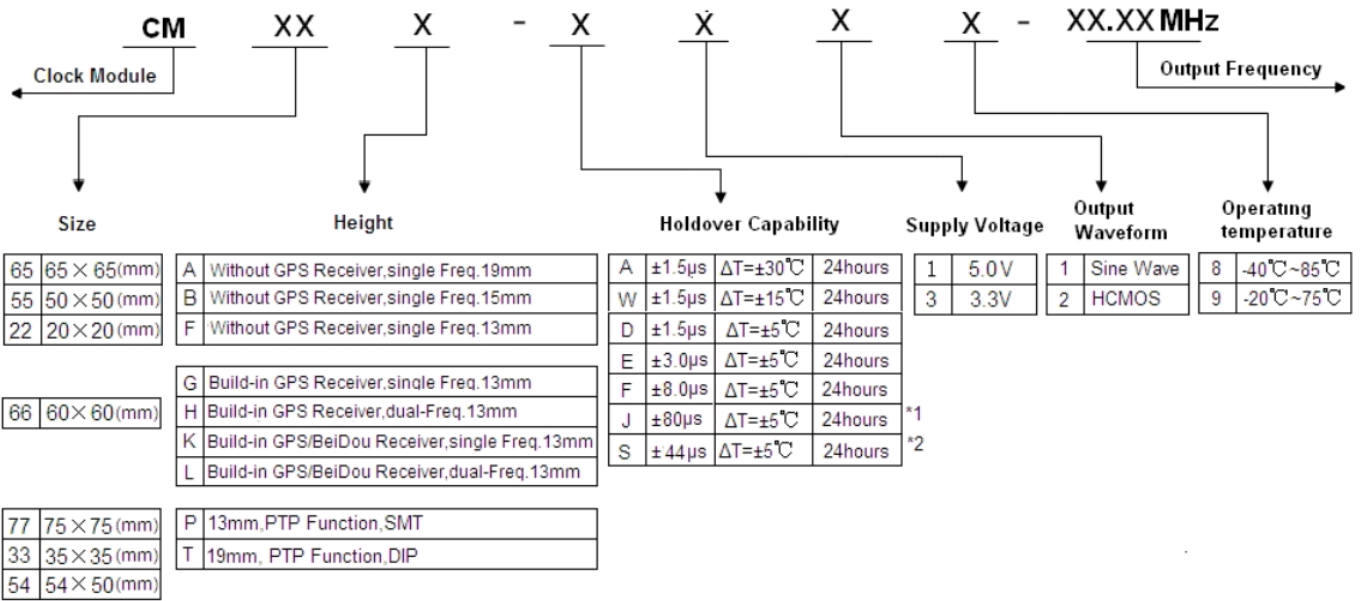 CM XX X - X X X X - XX.XX MHz
Clock Module
Output Frequency
Size
Height
Holdover Capability
Supply Voltage
Output
Waveform
Operating
temperature
65 65×65(mm)
55 50×50(mm)
22 20×20(mm)
66 60×60(mm)
77 75×75(mm)
33 35×35(mm)
54 54×50(mm)
A Without GPS Receiver,single Freq.19mm
B Without GPS Receiver,single Freq.15mm
F Without GPS Receiver,single Freq.13mm
G Build-in GPS Receiver,single Freq.13mm
H Build-in GPS Receiver,dual-Freq.13mm
K Build-in GPS/BeiDou Receiver,single Freq.13mm
L Build-in GPS/BeiDou Receiver,dual-Freq.13mm
P 13mm,PTP Function,SMT
T 19mm, PTP Function,DIP
A ±1.5μs ΔT=±30℃ 24hours
W ±1.5μs ΔT=±15℃ 24hours
D ±1.5μs ΔT=±5℃ 24hours
E ±3.0μs ΔT=±5℃ 24hours
F ±8.0μs ΔT=±5℃ 24hours
J ±80μs ΔT=±5℃ 24hours *1
S ±44μs ΔT=±5℃ 24hours *2
1 5.0V
3 3.3V
1 Sine Wave
2 HCMOS
8 -40℃~85℃
9 -20℃~75℃